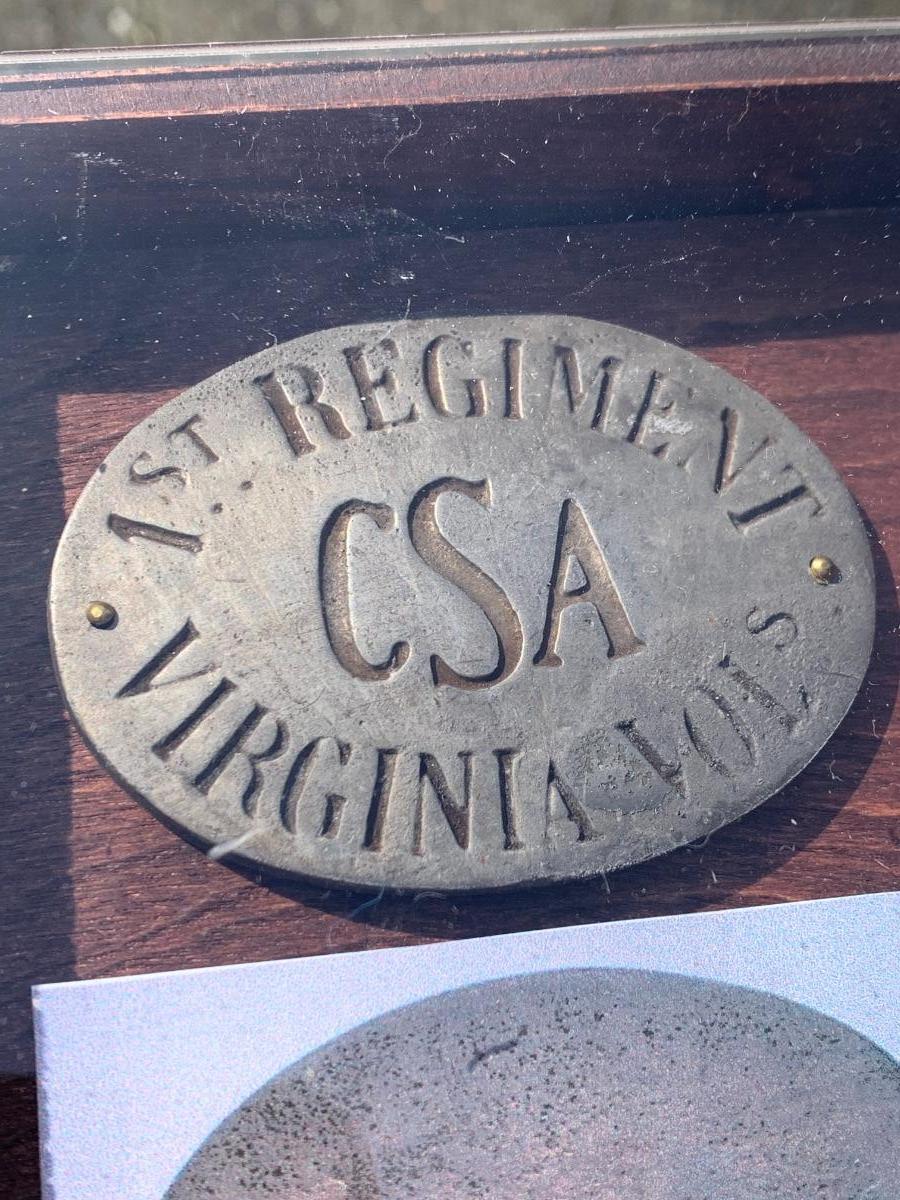 1ST REGIMENT
CSA
VIRGINIA VOLS